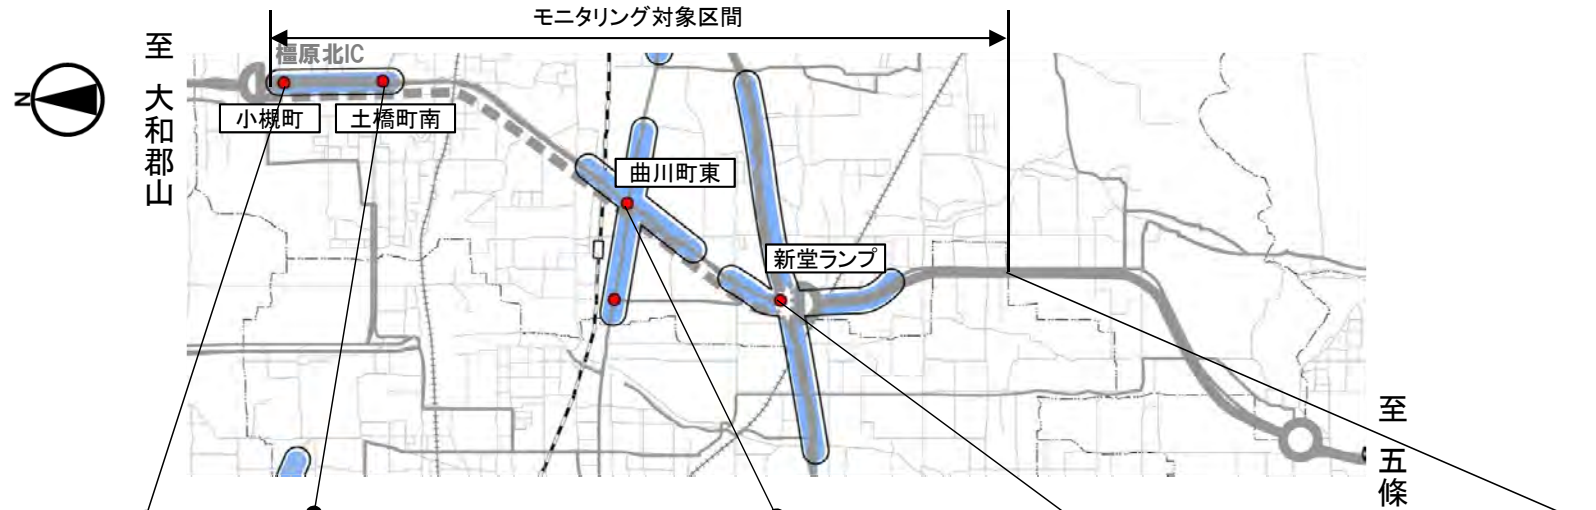 モニタリング対象区間
至 大和郡山
橿原北IC
N
小槻町
土橋町南
曲川町東
新堂ランプ
至 五條